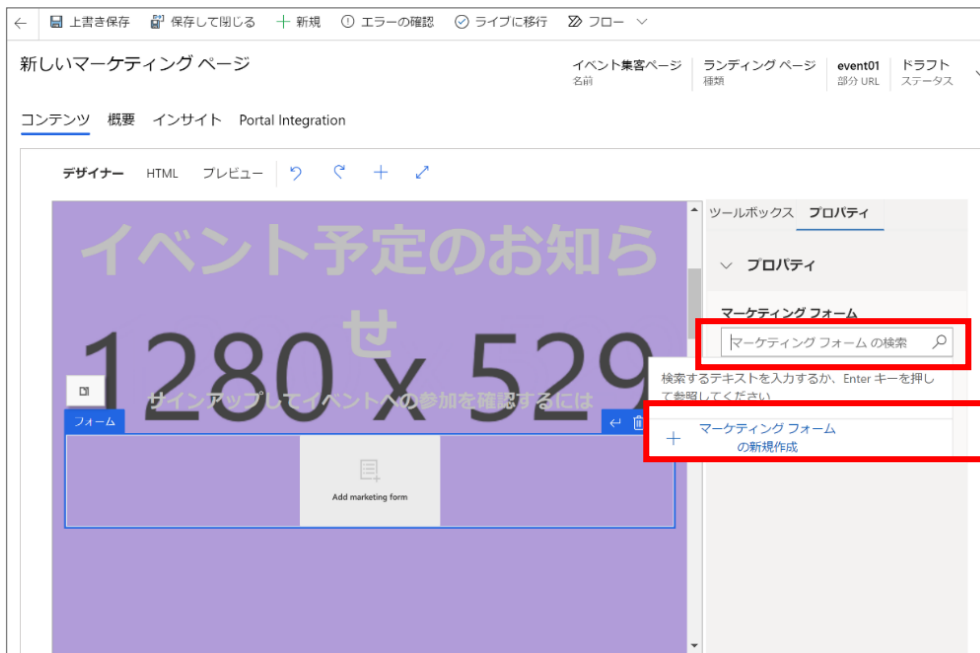 上書き保存 保存して閉じる 新規 エラーの確認 ライブに移行 フロー
新しいマーケティング ページ
イベント集客ページ ランディング ページ event01 ドラフト
名前 種類 部分 URL ステータス
コンテンツ 概要 インサイト Portal Integration
デザイナー HTML プレビュー
ツールボックス プロパティ
イベント予定のお知ら
せ
プロパティ
マーケティング フォーム
マーケティング フォーム の検索
1280 x 529
検索するテキストを入力するか、Enter キーを押し
て参照してください
サインアップしてイベントへの参加を確認するには
フォーム
マーケティング フォーム
の新規作成
Add marketing form